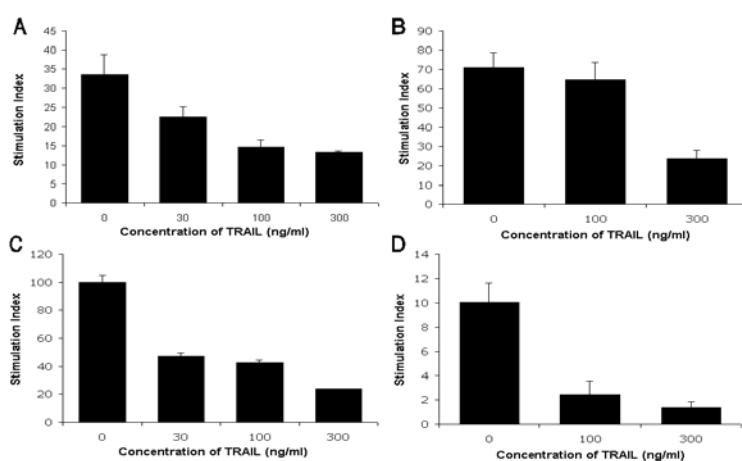 A
Stimulation Index
45
40
35
30
25
20
15
10
5
0
0 30 100 300
Concentration of TRAIL (ng/ml)
B
Stimulation Index
90
80
70
60
50
40
30
20
10
0
0 100 300
Concentration of TRAIL (ng/ml)
C
Stimulation Index
120
100
80
60
40
20
0
0 30 100 300
Concentration of TRAIL (ng/ml)
D
Stimulation Index
14
12
10
8
6
4
2
0
0 100 300
Concentration of TRAIL (ng/ml)